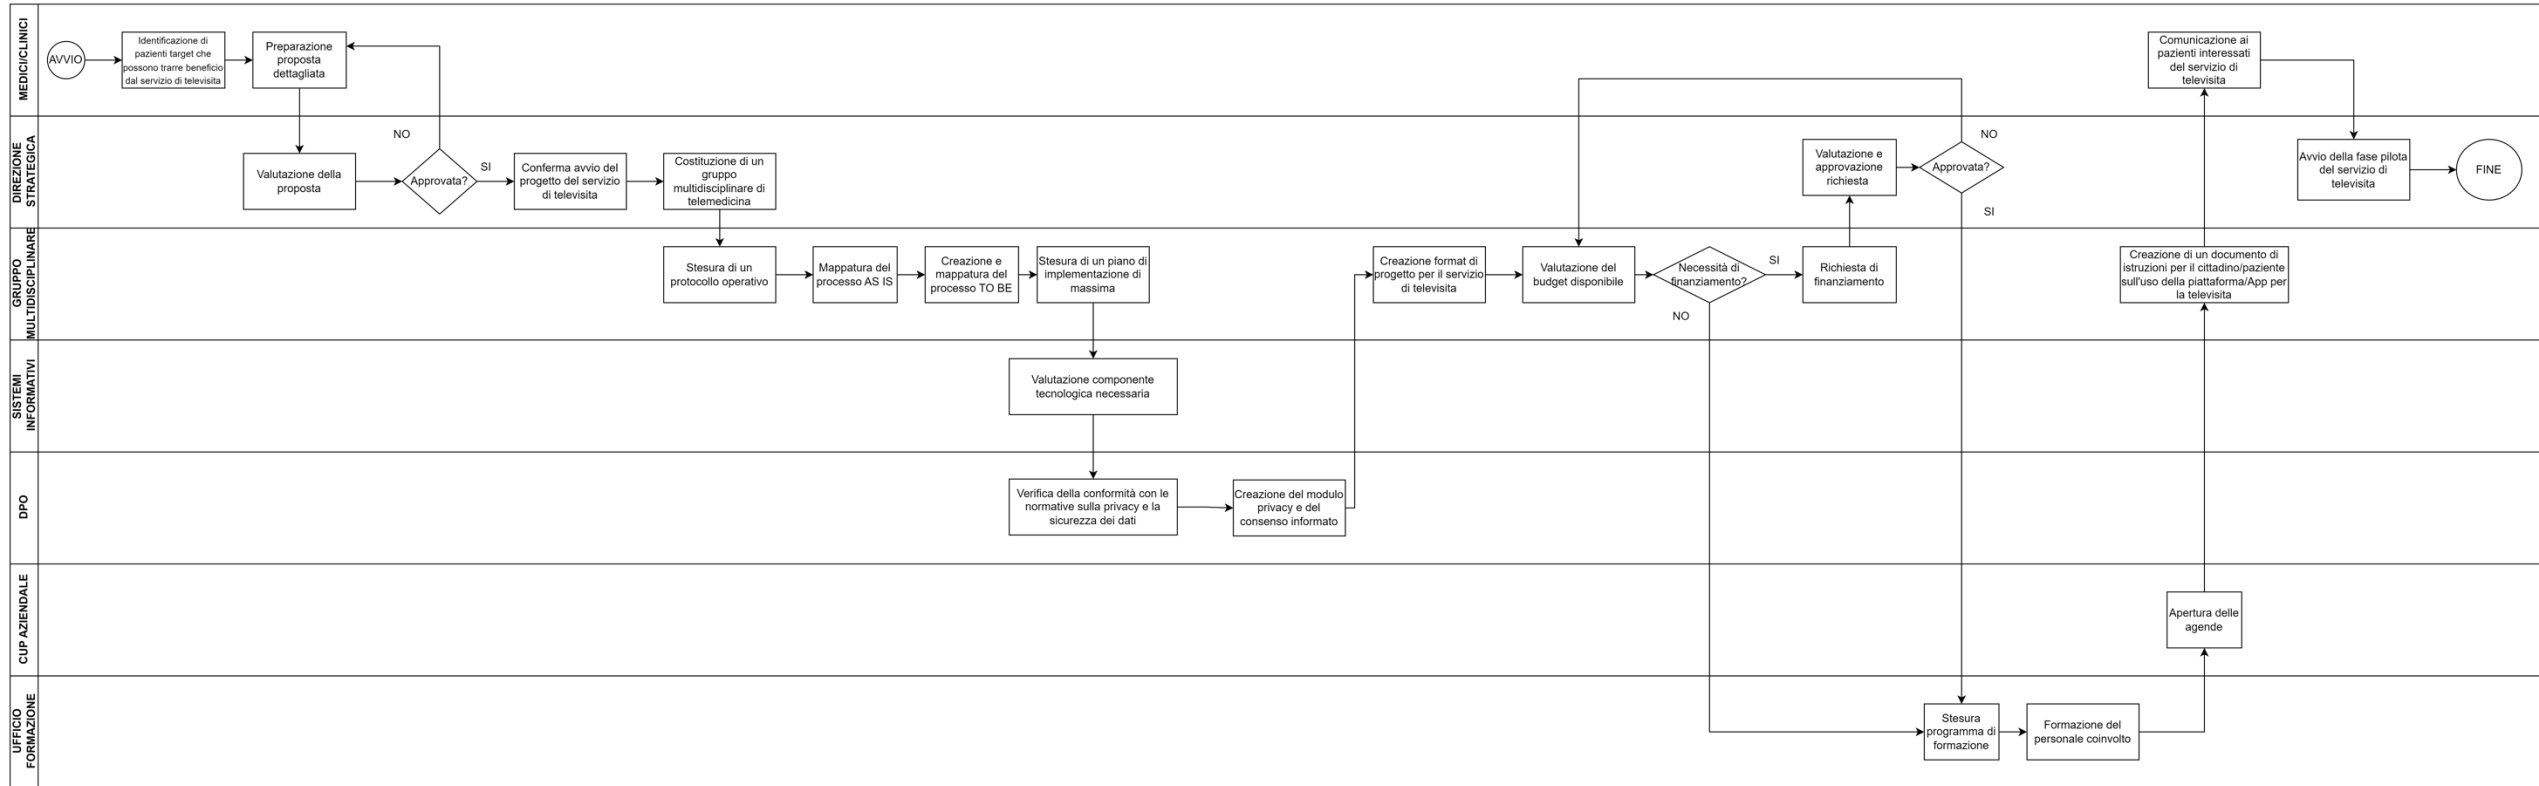 MEDICI/CLINICI
AVVIO
Identificazione di
pazienti target che
possono trarre beneficio
dal servizio di televisita
Preparazione
proposta
dettagliata
Comunicazione ai
pazienti interessati
del servizio di
televisita
DIREZIONE
STRATEGICA
Valutazione della
proposta
NO
Approvata?
SI
Conferma avvio del
progetto del servizio
di televisita
Costituzione di un
gruppo
multidisciplinare di
telemedicina
Valutazione e
approvazione
richiesta
NO
Approvata?
SI
Avvio della fase pilota
del servizio di
televisita
FINE
GRUPPO
MULTIDISCIPLINARE
Stesura di un
protocollo operativo
Mappatura del
processo AS IS
Creazione e
mappatura del
processo TO BE
Stesura di un piano di
implementazione di
massima
Creazione format di
progetto per il servizio
di televisita
Valutazione del
budget disponibile
Necessità di
finanziamento?
SI
NO
Richiesta di
finanziamento
Creazione di un documento di
istruzioni per il cittadino/paziente
sull'uso della piattaforma/App per
la televisita
SISTEMI
INFORMATIVI
Valutazione componente
tecnologica necessaria
DPO
Verifica della conformità con le
normative sulla privacy e la
sicurezza dei dati
Creazione del modulo
privacy e del
consenso informato
CUP AZIENDALE
Apertura delle
agende
UFFICIO
FORMAZIONE
Stesura
programma di
formazione
Formazione del
personale coinvolto